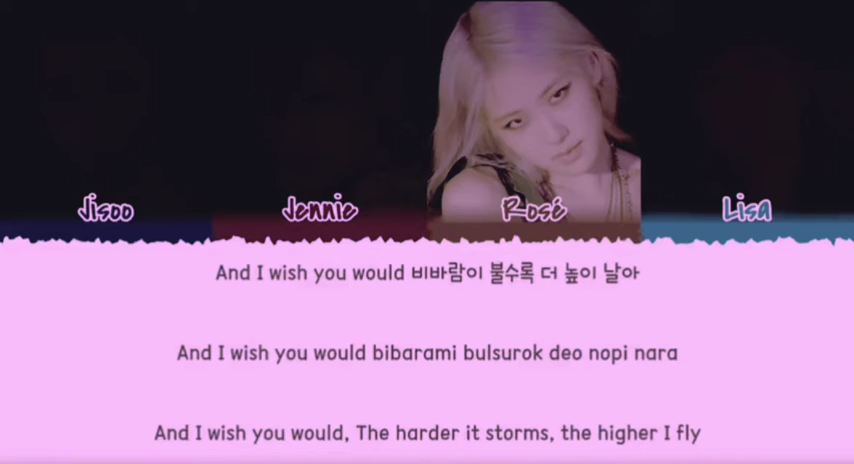 Jisoo Jennie Rosé Lisa
And I wish you would 비바람이 불수록 더 높이 날아
And I wish you would bibarami bulsurok deo nopi nara
And I wish you would, The harder it storms, the higher I fly